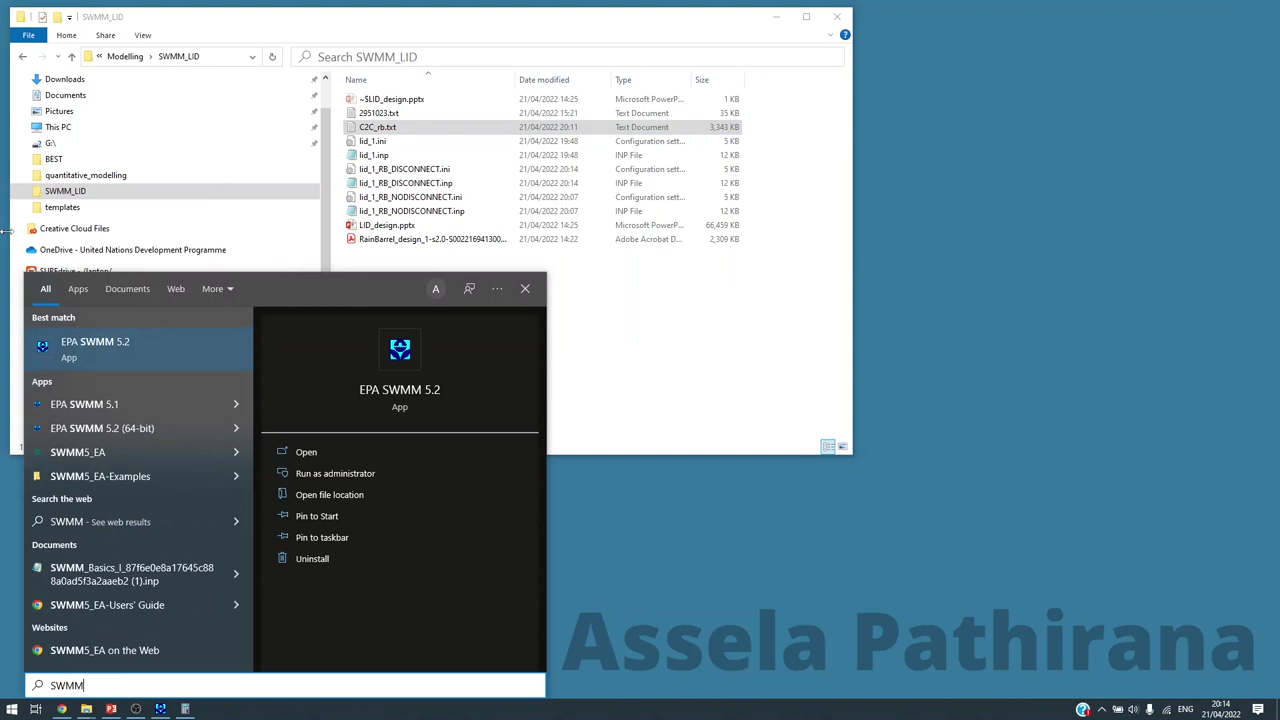 SWMM_LID
File
Home
Share
View
« Modelling > SWMM_LID
Search SWMM_LID
Downloads
Documents
Pictures
This PC
G:\
BEST
quantitative_modelling
SWMM_LID
templates
Creative Cloud Files
OneDrive - United Nations Development Programme
Name Date modified Type Size
~$LID_design.pptx 21/04/2022 14:25 Microsoft PowerP... 1 KB
2951023.txt 21/04/2022 15:21 Text Document 35 KB
C2C_rb.txt 21/04/2022 20:11 Text Document 3,343 KB
lid_1.ini 21/04/2022 19:48 Configuration sett... 5 KB
lid_1.inp 21/04/2022 19:48 INP File 12 KB
lid_1_RB_DISCONNECT.ini 21/04/2022 20:14 Configuration sett... 5 KB
lid_1_RB_DISCONNECT.inp 21/04/2022 20:14 INP File 12 KB
lid_1_RB_NODISCONNECT.ini 21/04/2022 20:07 Configuration sett... 5 KB
lid_1_RB_NODISCONNECT.inp 21/04/2022 20:07 INP File 12 KB
LID_design.pptx 21/04/2022 14:25 Microsoft PowerP... 66,459 KB
RainBarrel_design_1-s2.0-S002216941300... 21/04/2022 14:22 Adobe Acrobat D... 2,309 KB
All Apps Documents Web More
A
Best match
EPA SWMM 5.2
App
Apps
EPA SWMM 5.1
EPA SWMM 5.2 (64-bit)
SWMM5_EA
SWMM5_EA-Examples
Search the web
SWMM - See web results
Documents
SWMM_Basics_I_87f6e0e8a17645c88
8a0ad5f3a2aaeb2 (1).inp
SWMM5_EA-Users' Guide
Websites
SWMM5_EA on the Web
EPA SWMM 5.2
App
Open
Run as administrator
Open file location
Pin to Start
Pin to taskbar
Uninstall
SWMM
Assela Pathirana
ENG
20:14
21/04/2022